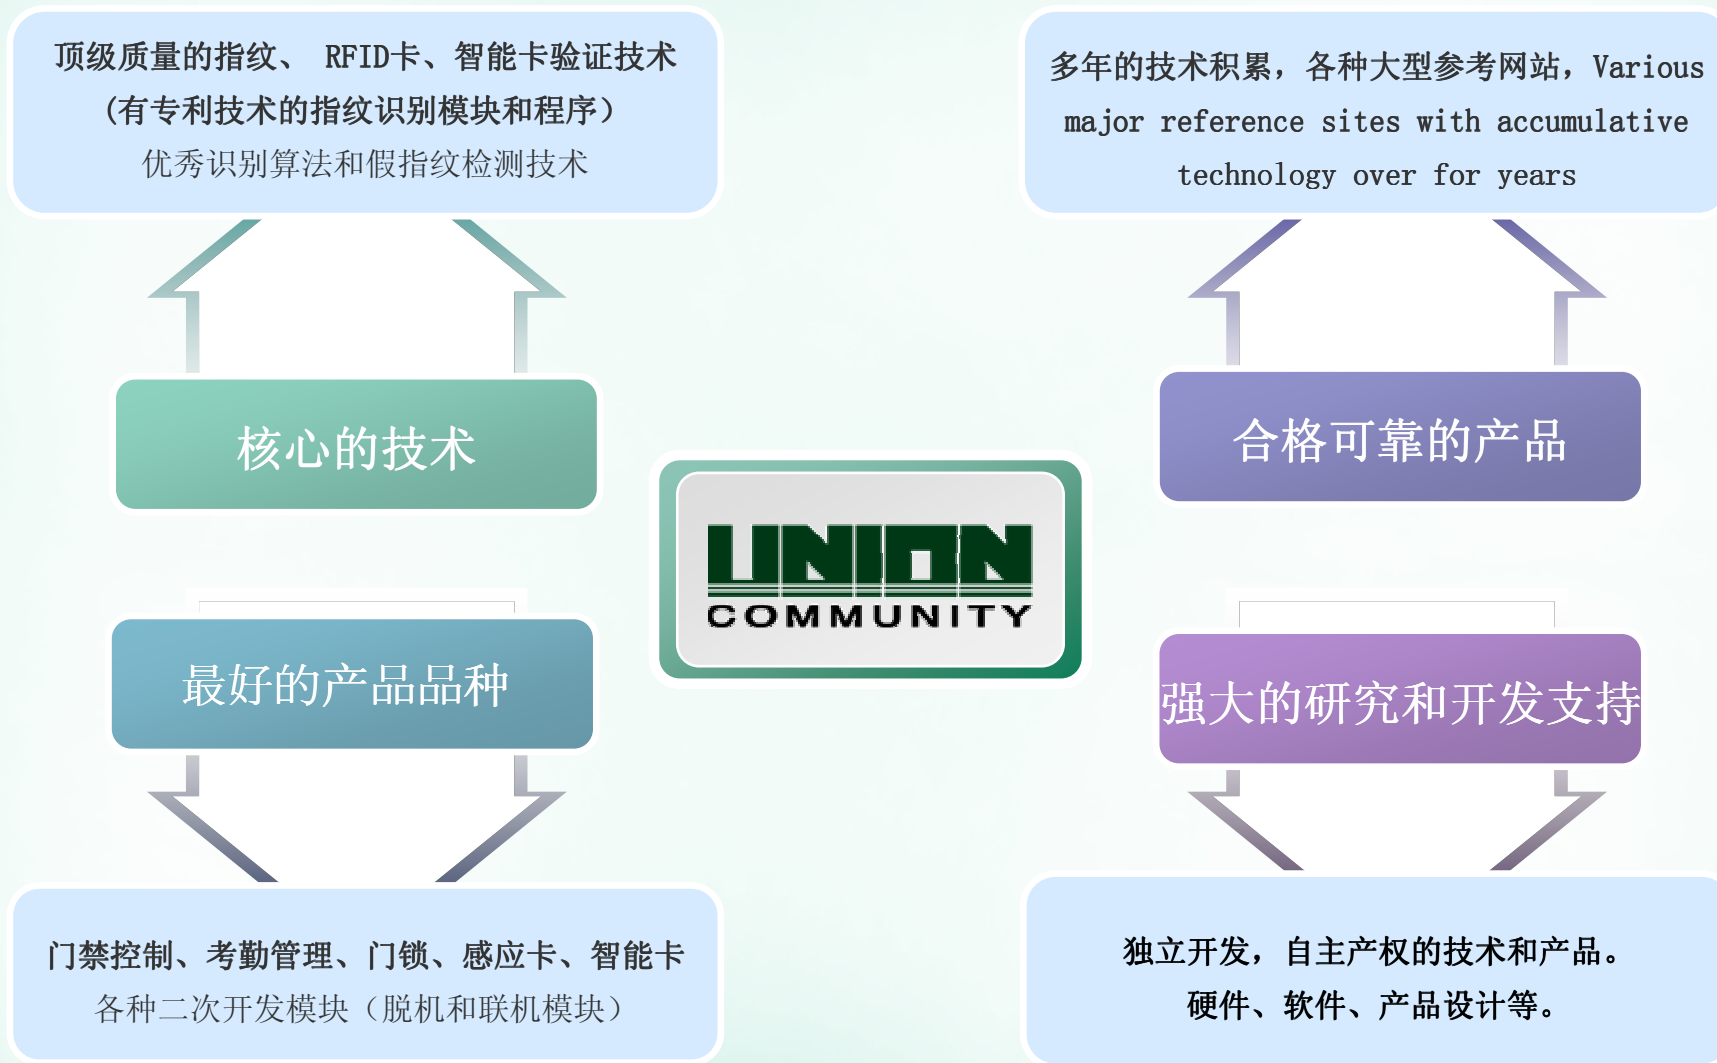 顶级质量的指纹、 RFID卡、智能卡验证技术
(有专利技术的指纹识别模块和程序）
优秀识别算法和假指纹检测技术
多年的技术积累，各种大型参考网站，Various
major reference sites with accumulative
technology over for years
核心的技术
合格可靠的产品
UNION
COMMUNITY
最好的产品品种
强大的研究和开发支持
门禁控制、考勤管理、门锁、感应卡、智能卡
各种二次开发模块（脱机和联机模块）
独立开发，自主产权的技术和产品。
硬件、软件、产品设计等。